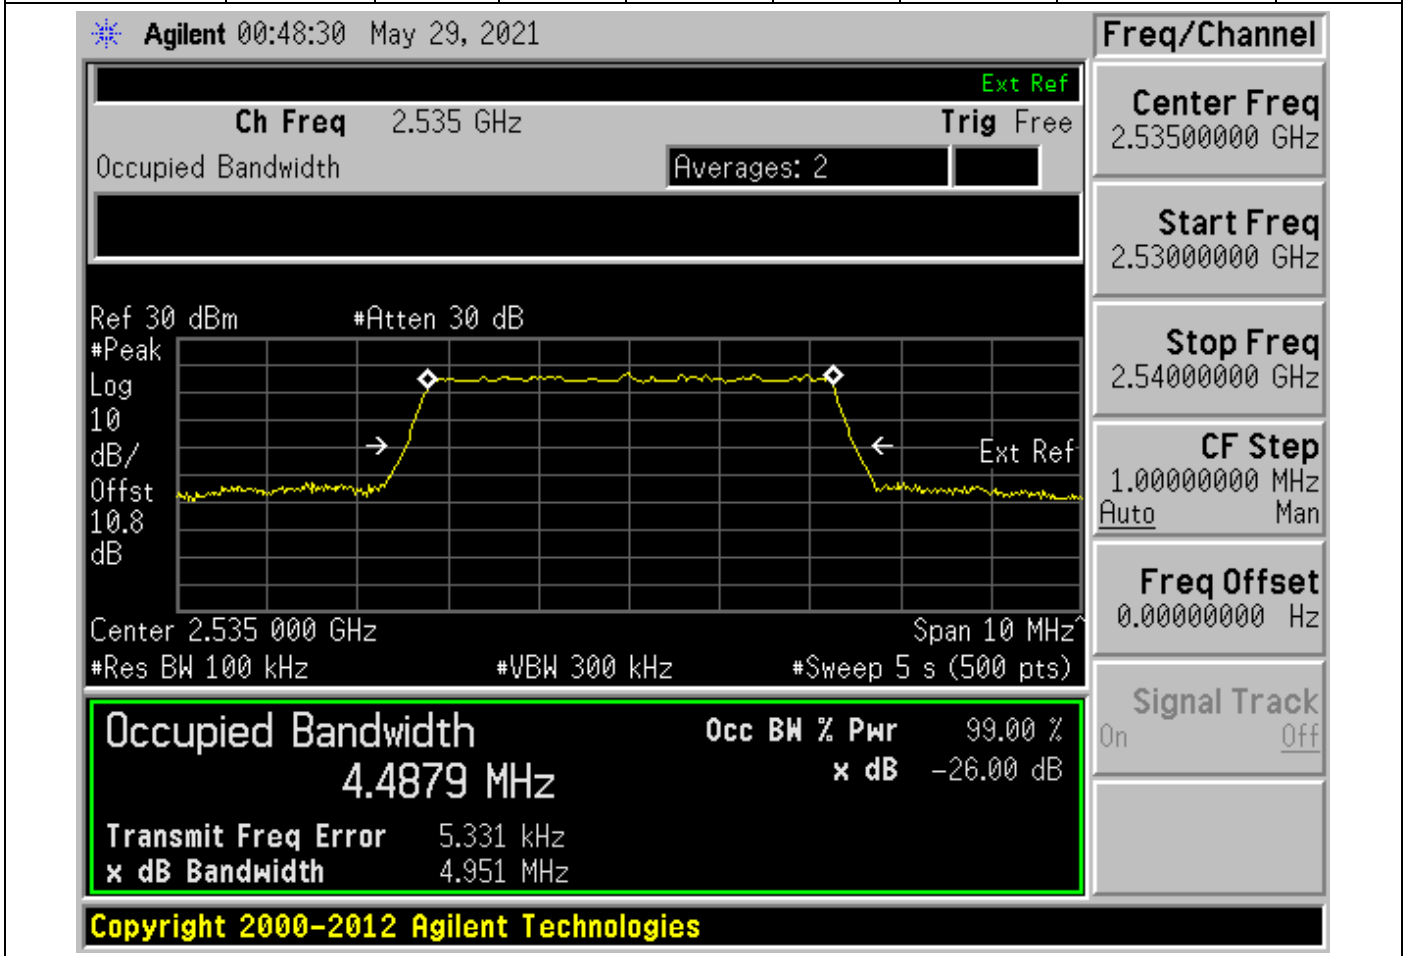 Agilent 00:48:30 May 29, 2021
Freq/Channel
Ext Ref
Ch Freq 2.535 GHz Trig Free
Occupied Bandwidth Averages: 2
Center Freq
2.53500000 GHz
Start Freq
2.53000000 GHz
Stop Freq
2.54000000 GHz
CF Step
1.00000000 MHz
Auto Man
Freq Offset
0.00000000 Hz
Signal Track
On Off
Ref 30 dBm #Atten 30 dB
#Peak
Log
10
dB/
Offst
10.8
dB
Ext Ref
Center 2.535 000 GHz Span 10 MHz^
#Res BW 100 kHz #VBW 300 kHz #Sweep 5 s (500 pts)
Occupied Bandwidth
4.4879 MHz
Occ BW % Pwr 99.00 %
x dB -26.00 dB
Transmit Freq Error 5.331 kHz
x dB Bandwidth 4.951 MHz
Copyright 2000-2012 Agilent Technologies